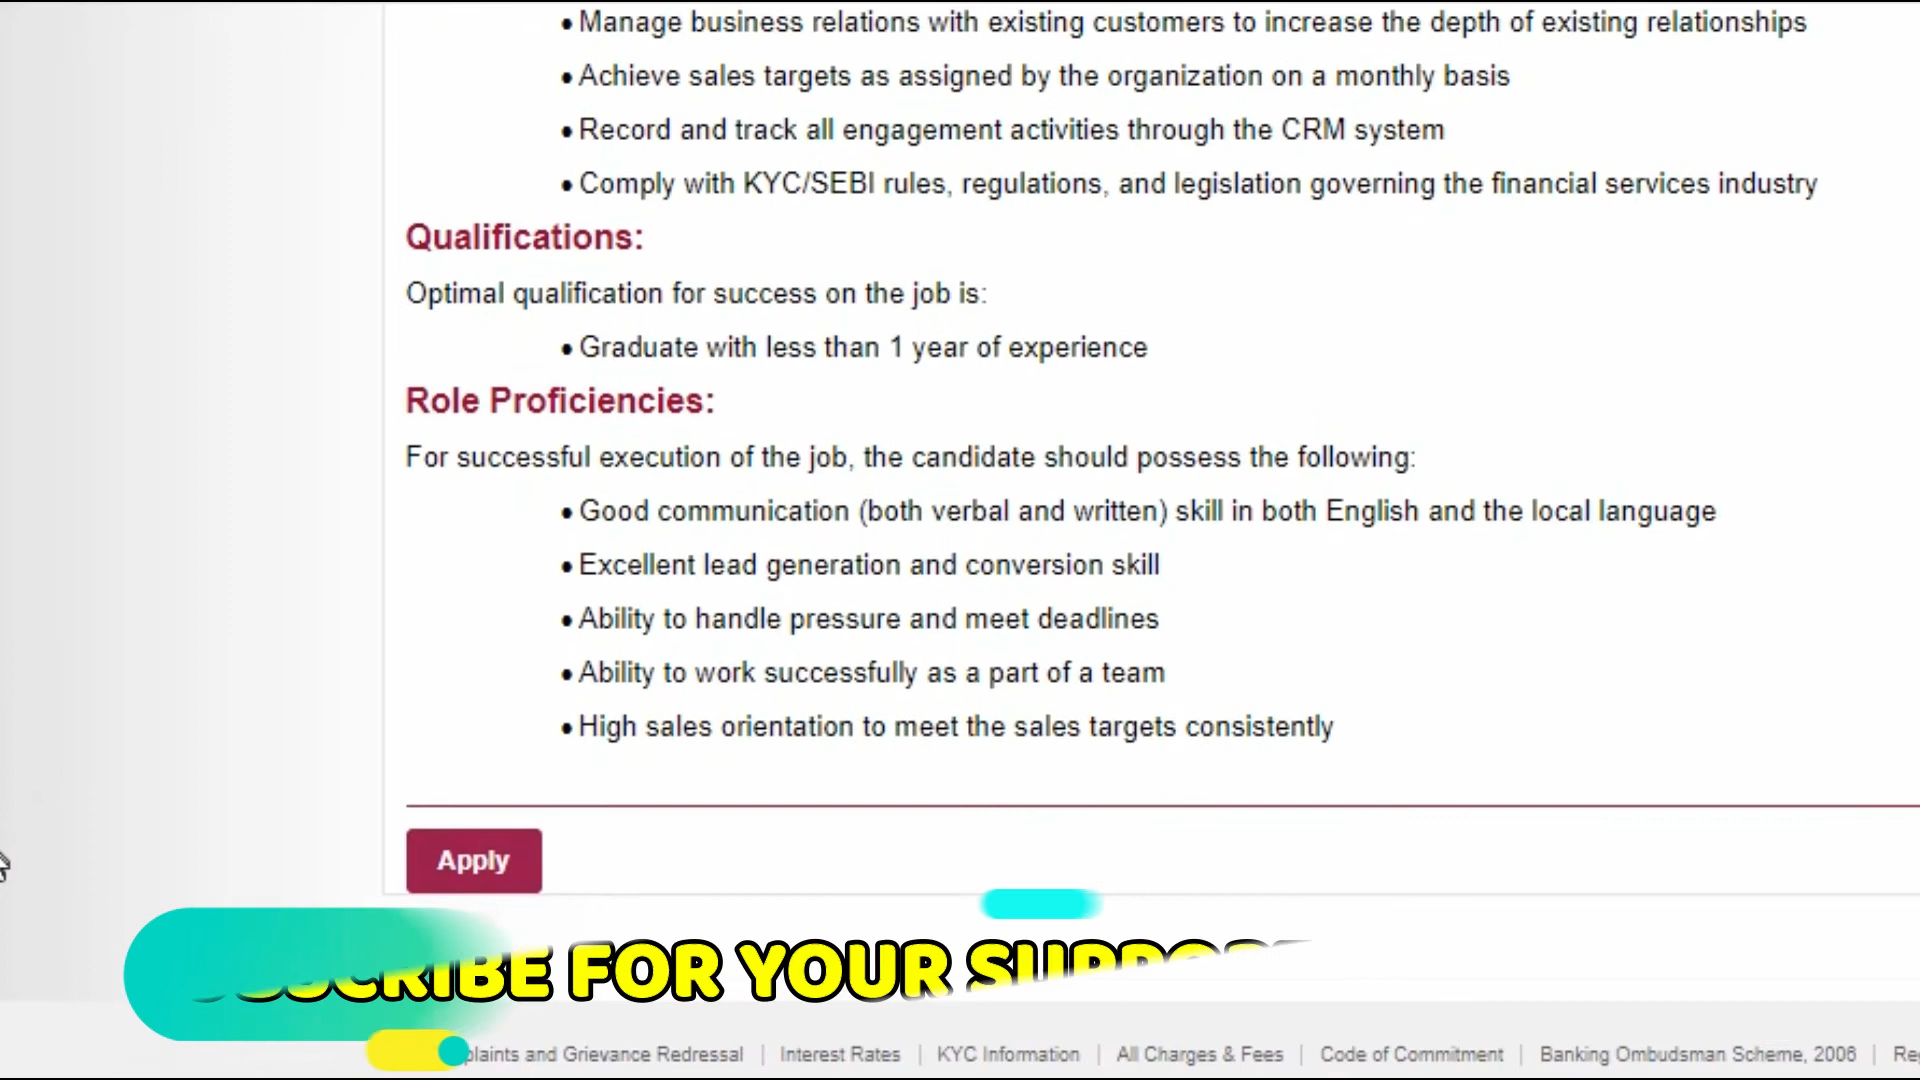 • Manage business relations with existing customers to increase the depth of existing relationships
• Achieve sales targets as assigned by the organization on a monthly basis
• Record and track all engagement activities through the CRM system
• Comply with KYC/SEBI rules, regulations, and legislation governing the financial services industry
Qualifications:
Optimal qualification for success on the job is:
• Graduate with less than 1 year of experience
Role Proficiencies:
For successful execution of the job, the candidate should possess the following:
• Good communication (both verbal and written) skill in both English and the local language
• Excellent lead generation and conversion skill
• Ability to handle pressure and meet deadlines
• Ability to work successfully as a part of a team
• High sales orientation to meet the sales targets consistently
Apply
FOR YOUR
and Grievance Redressal | Interest Rates | KYC Information | All Charges & Fees | Code of Commitment | Banking Ombudsman Scheme, 2006 |